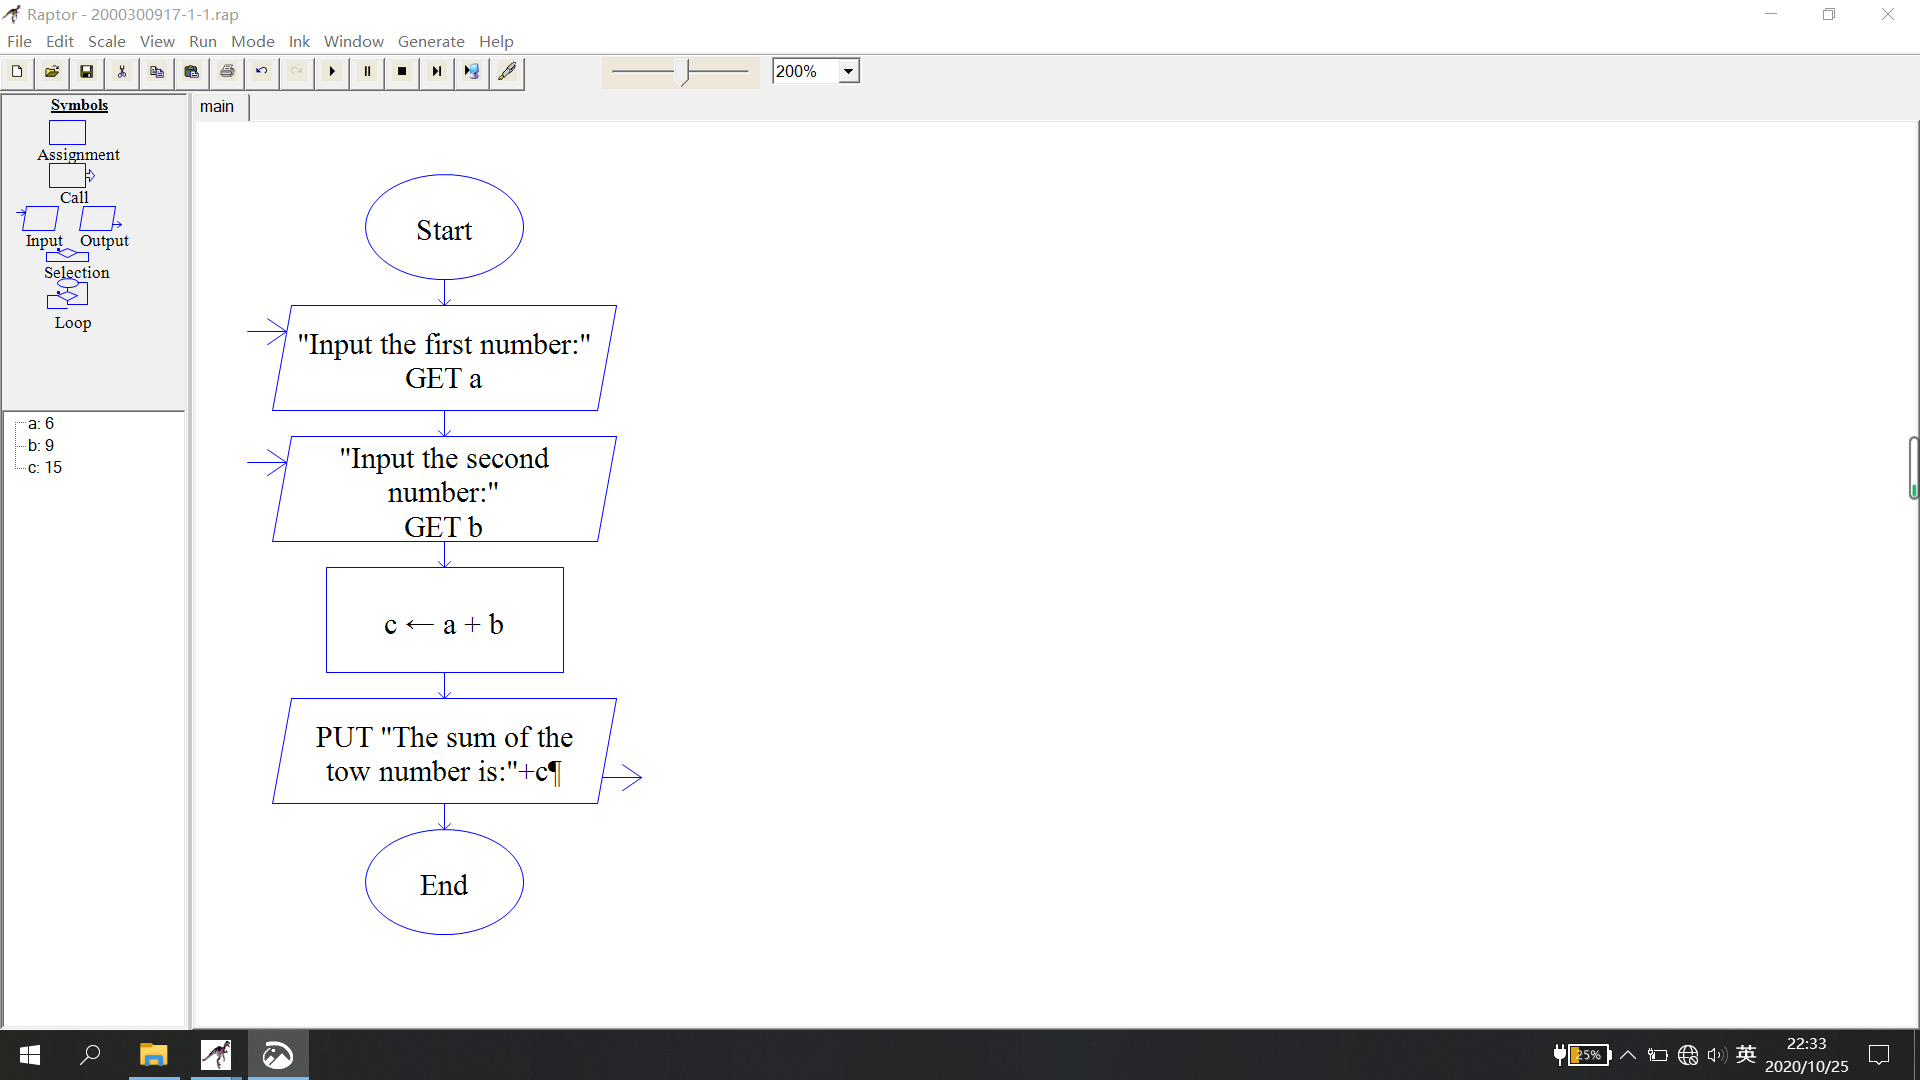 Raptor - 2000300917-1-1.rap
File Edit Scale View Run Mode Ink Window Generate Help
200%
Symbols
main
Assignment
Call
Input Output
Selection
Loop
a: 6
b: 9
c: 15
Start
"Input the first number:"
GET a
"Input the second
number:"
GET b
c ← a + b
PUT "The sum of the
tow number is:"+c¶
End
25%
英
22:33
2020/10/25